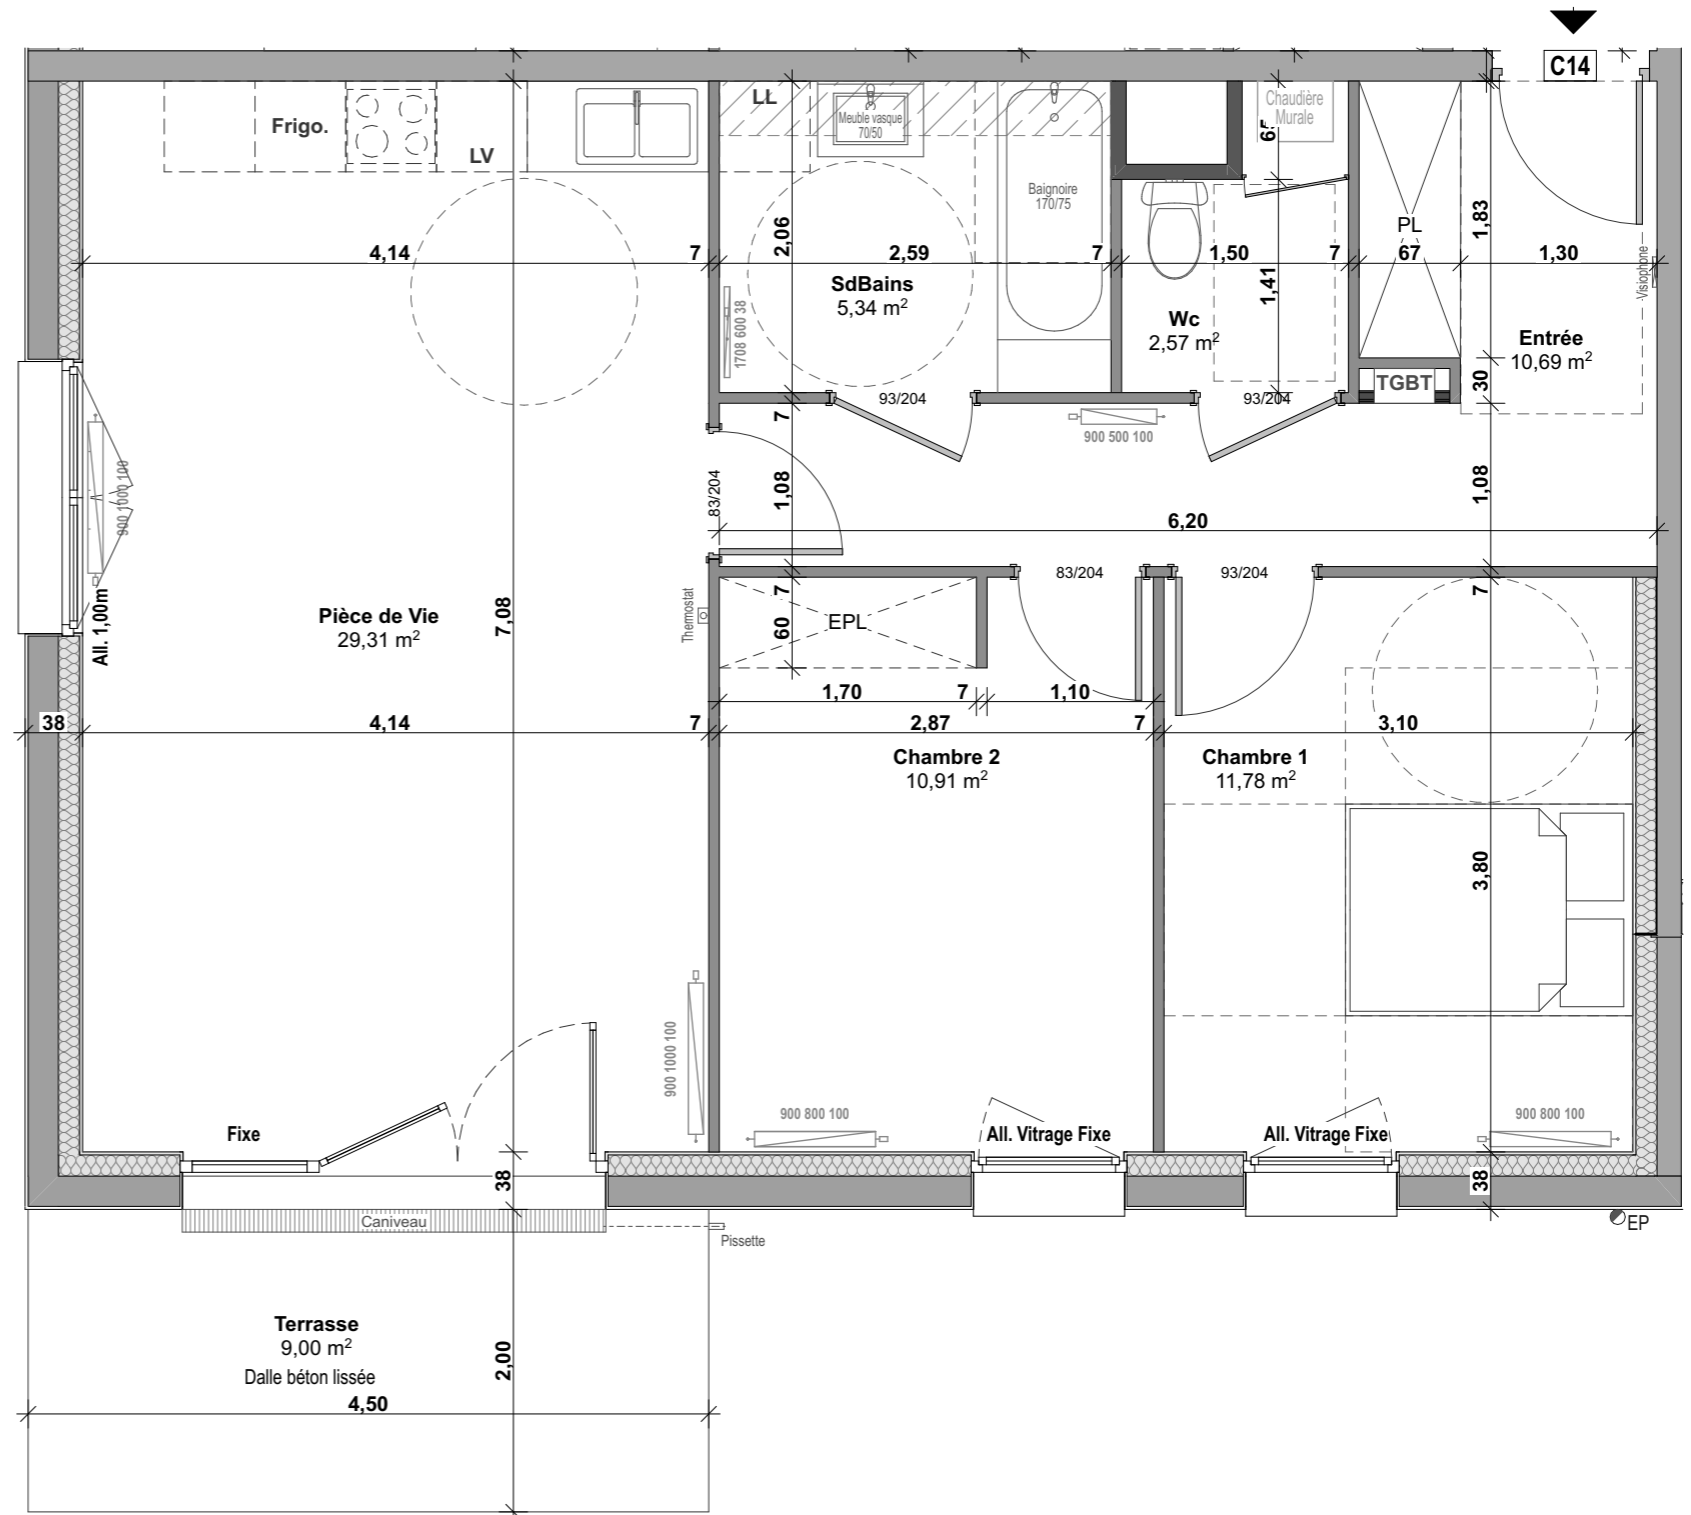 C14
Frigo.
LV
LL
Meuble vasque
70/50
Baignoire
170/75
65
Chaudière
Murale
PL
2,06
1,83
4,14
7
2,59
7
1,50
7
67
1,30
Visiophone
SdBains
5,34 m²
1,41
Wc
2,57 m²
Entrée
10,69 m²
1708 600 38
TGBT
30
93/204
93/204
7
900 500 100
900 1000 100
83/204
1,08
1,08
6,20
83/204
93/204
All. 1,00m
Pièce de Vie
29,31 m²
7,08
Thermostat
7
60
EPL
7
1,70
7
1,10
38
4,14
7
2,87
7
3,10
Chambre 2
10,91 m²
Chambre 1
11,78 m²
3,80
900 1000 100
Fixe
900 800 100
All. Vitrage Fixe
All. Vitrage Fixe
900 800 100
38
38
Caniveau
Pissette
EP
Terrasse
9,00 m²
Dalle béton lissée
2,00
4,50